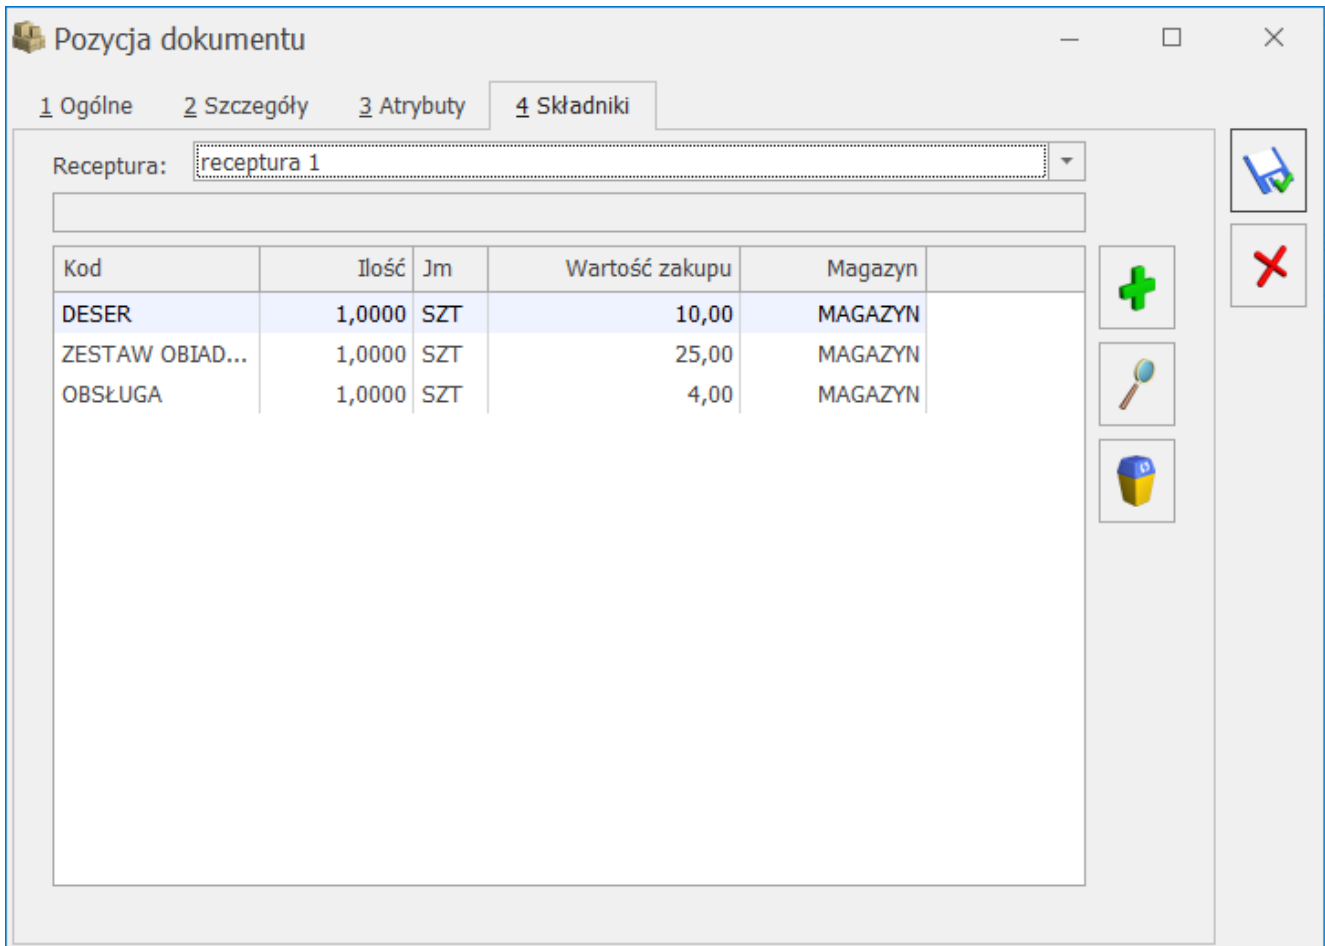 Pozycja dokumentu
1 Ogólne 2 Szczegóły 3 Atrybuty 4 Składniki
Receptura: receptura 1
Kod Ilość Jm Wartość zakupu Magazyn
DESER 1,0000 SZT 10,00 MAGAZYN
ZESTAW OBIAD... 1,0000 SZT 25,00 MAGAZYN
OBSŁUGA 1,0000 SZT 4,00 MAGAZYN